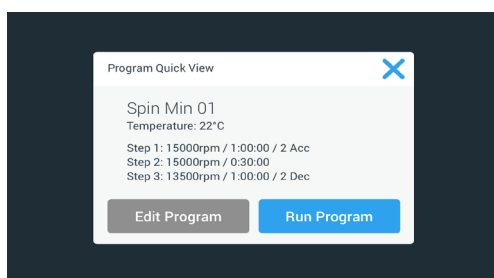 Program Quick View
Spin Min 01
Temperature: 22°C
Step 1: 15000rpm / 1:00:00 / 2 Acc
Step 2: 15000rpm / 0:30:00
Step 3: 13500rpm / 1:00:00 / 2 Dec
Edit Program
Run Program